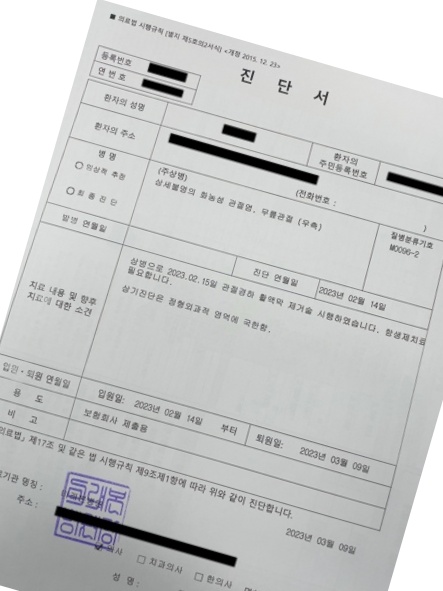 ■ 의료법 시행규칙 [별지 제5호의2서식] <개정 2015. 12. 23>
등록번호
연 번 호
진 단 서
환자의 성명
환자의 주소
환자의
주민등록번호
(전화번호 : )
병 명
○ 임상적 추정
○ 최 종 진 단
(주상병)
상세불명의 화농성 관절염, 무릎관절 (우측)
질병분류기호
M0096-2
발병 연월일
진단 연월일
2023년 02월 14일
치료 내용 및 향후
치료에 대한 소견
상병으로 2023.02.15일 관절경하 활액막 제거술 시행하였습니다. 항생제치료
필요합니다.
상기진단은 정형외과적 영역에 국한함.
입원·퇴원 연월일
입원일: 2023년 02월 14일 부터
퇴원일: 2023년 03월 09일
용 도
보험회사 제출용
비 고
의료법」 제17조 및 같은 법 시행규칙 제9조제1항에 따라 위와 같이 진단합니다.
2023년 03월 09일
기관 명칭 :
주소 :
의사 □ 치과의사 □ 한의사
성 명 :